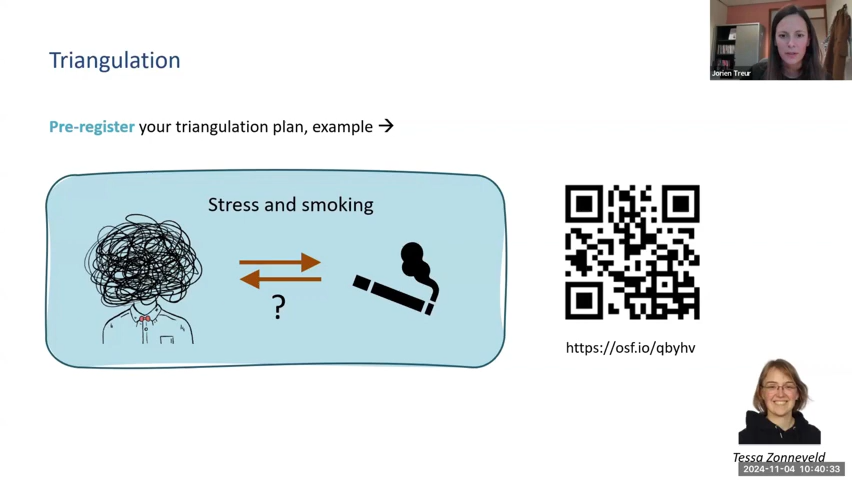 Triangulation
Jorien Treur
Pre-register your triangulation plan, example →
Stress and smoking
?
https://osf.io/qbyhv
Tessa Zonneveld
2024-11-04 10:40:33